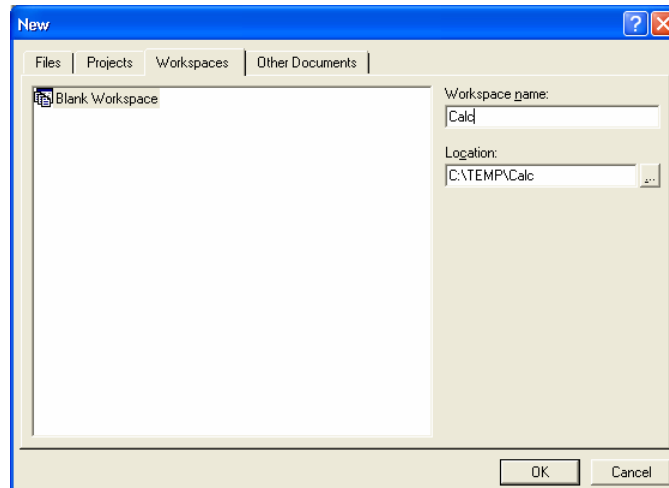 New
?
Files
Projects
Workspaces
Other Documents
Blank Workspace
Workspace name:
Calc
Location:
C:\TEMP\Calc
...
OK
Cancel